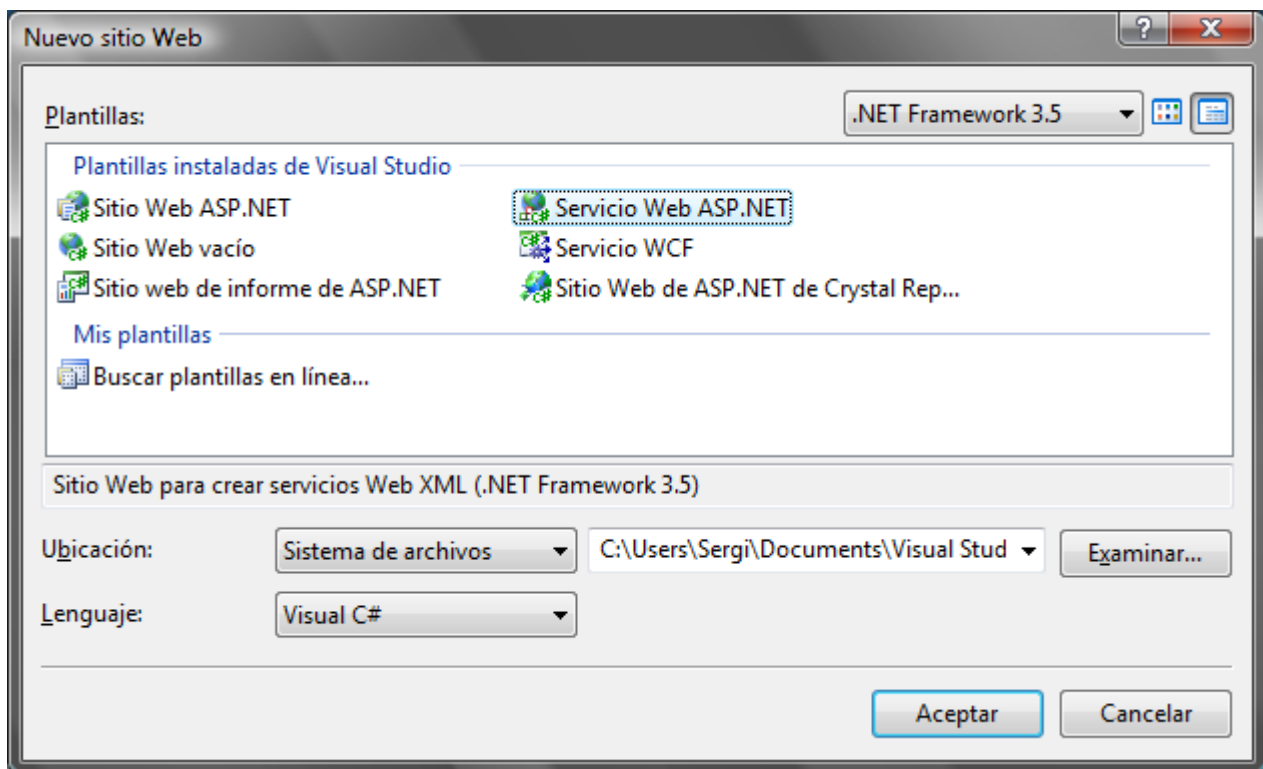 Nuevo sitio Web
Plantillas:
.NET Framework 3.5
Plantillas instaladas de Visual Studio
Sitio Web ASP.NET
Servicio Web ASP.NET
Sitio Web vacío
Servicio WCF
Sitio web de informe de ASP.NET
Sitio Web de ASP.NET de Crystal Rep...
Mis plantillas
Buscar plantillas en línea...
Sitio Web para crear servicios Web XML (.NET Framework 3.5)
Ubicación:
Sistema de archivos
C:\Users\Sergi\Documents\Visual Stud
Examinar...
Lenguaje:
Visual C#
Aceptar
Cancelar